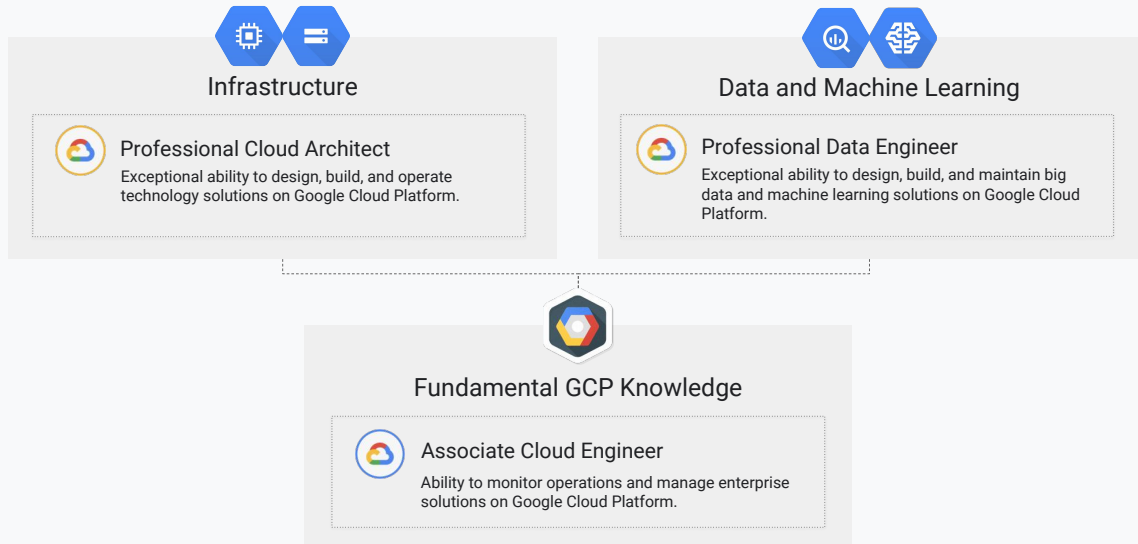 Infrastructure
Professional Cloud Architect
Exceptional ability to design, build, and operate
technology solutions on Google Cloud Platform.
Data and Machine Learning
Professional Data Engineer
Exceptional ability to design, build, and maintain big
data and machine learning solutions on Google Cloud
Platform.
Fundamental GCP Knowledge
Associate Cloud Engineer
Ability to monitor operations and manage enterprise
solutions on Google Cloud Platform.